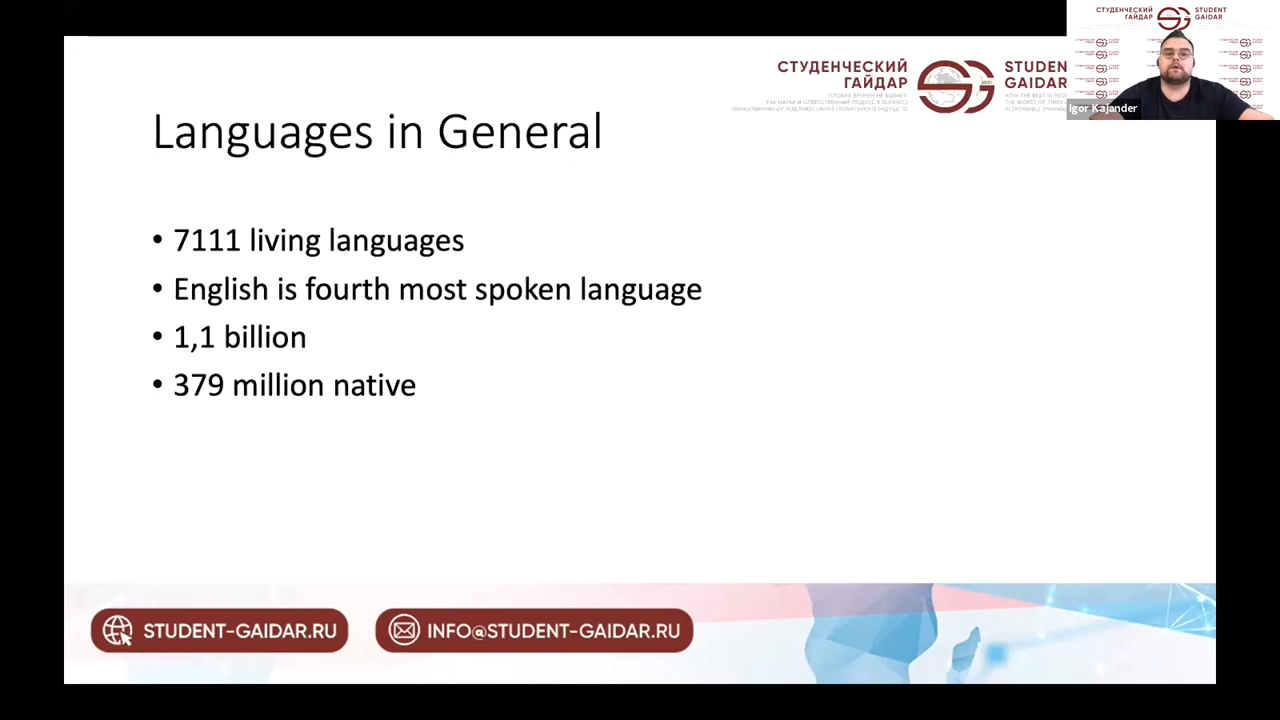 СТУДЕНЧЕСКИЙ
ГАЙДАР
STUDENT
GAIDAR
Igor Kajander
СТУДЕНЧЕСКИЙ
ГАЙДАР
STUDEN
GAIDAR
2021
Languages in General
• 7111 living languages
• English is fourth most spoken language
• 1,1 billion
• 379 million native
STUDENT-GAIDAR.RU
INFO@STUDENT-GAIDAR.RU